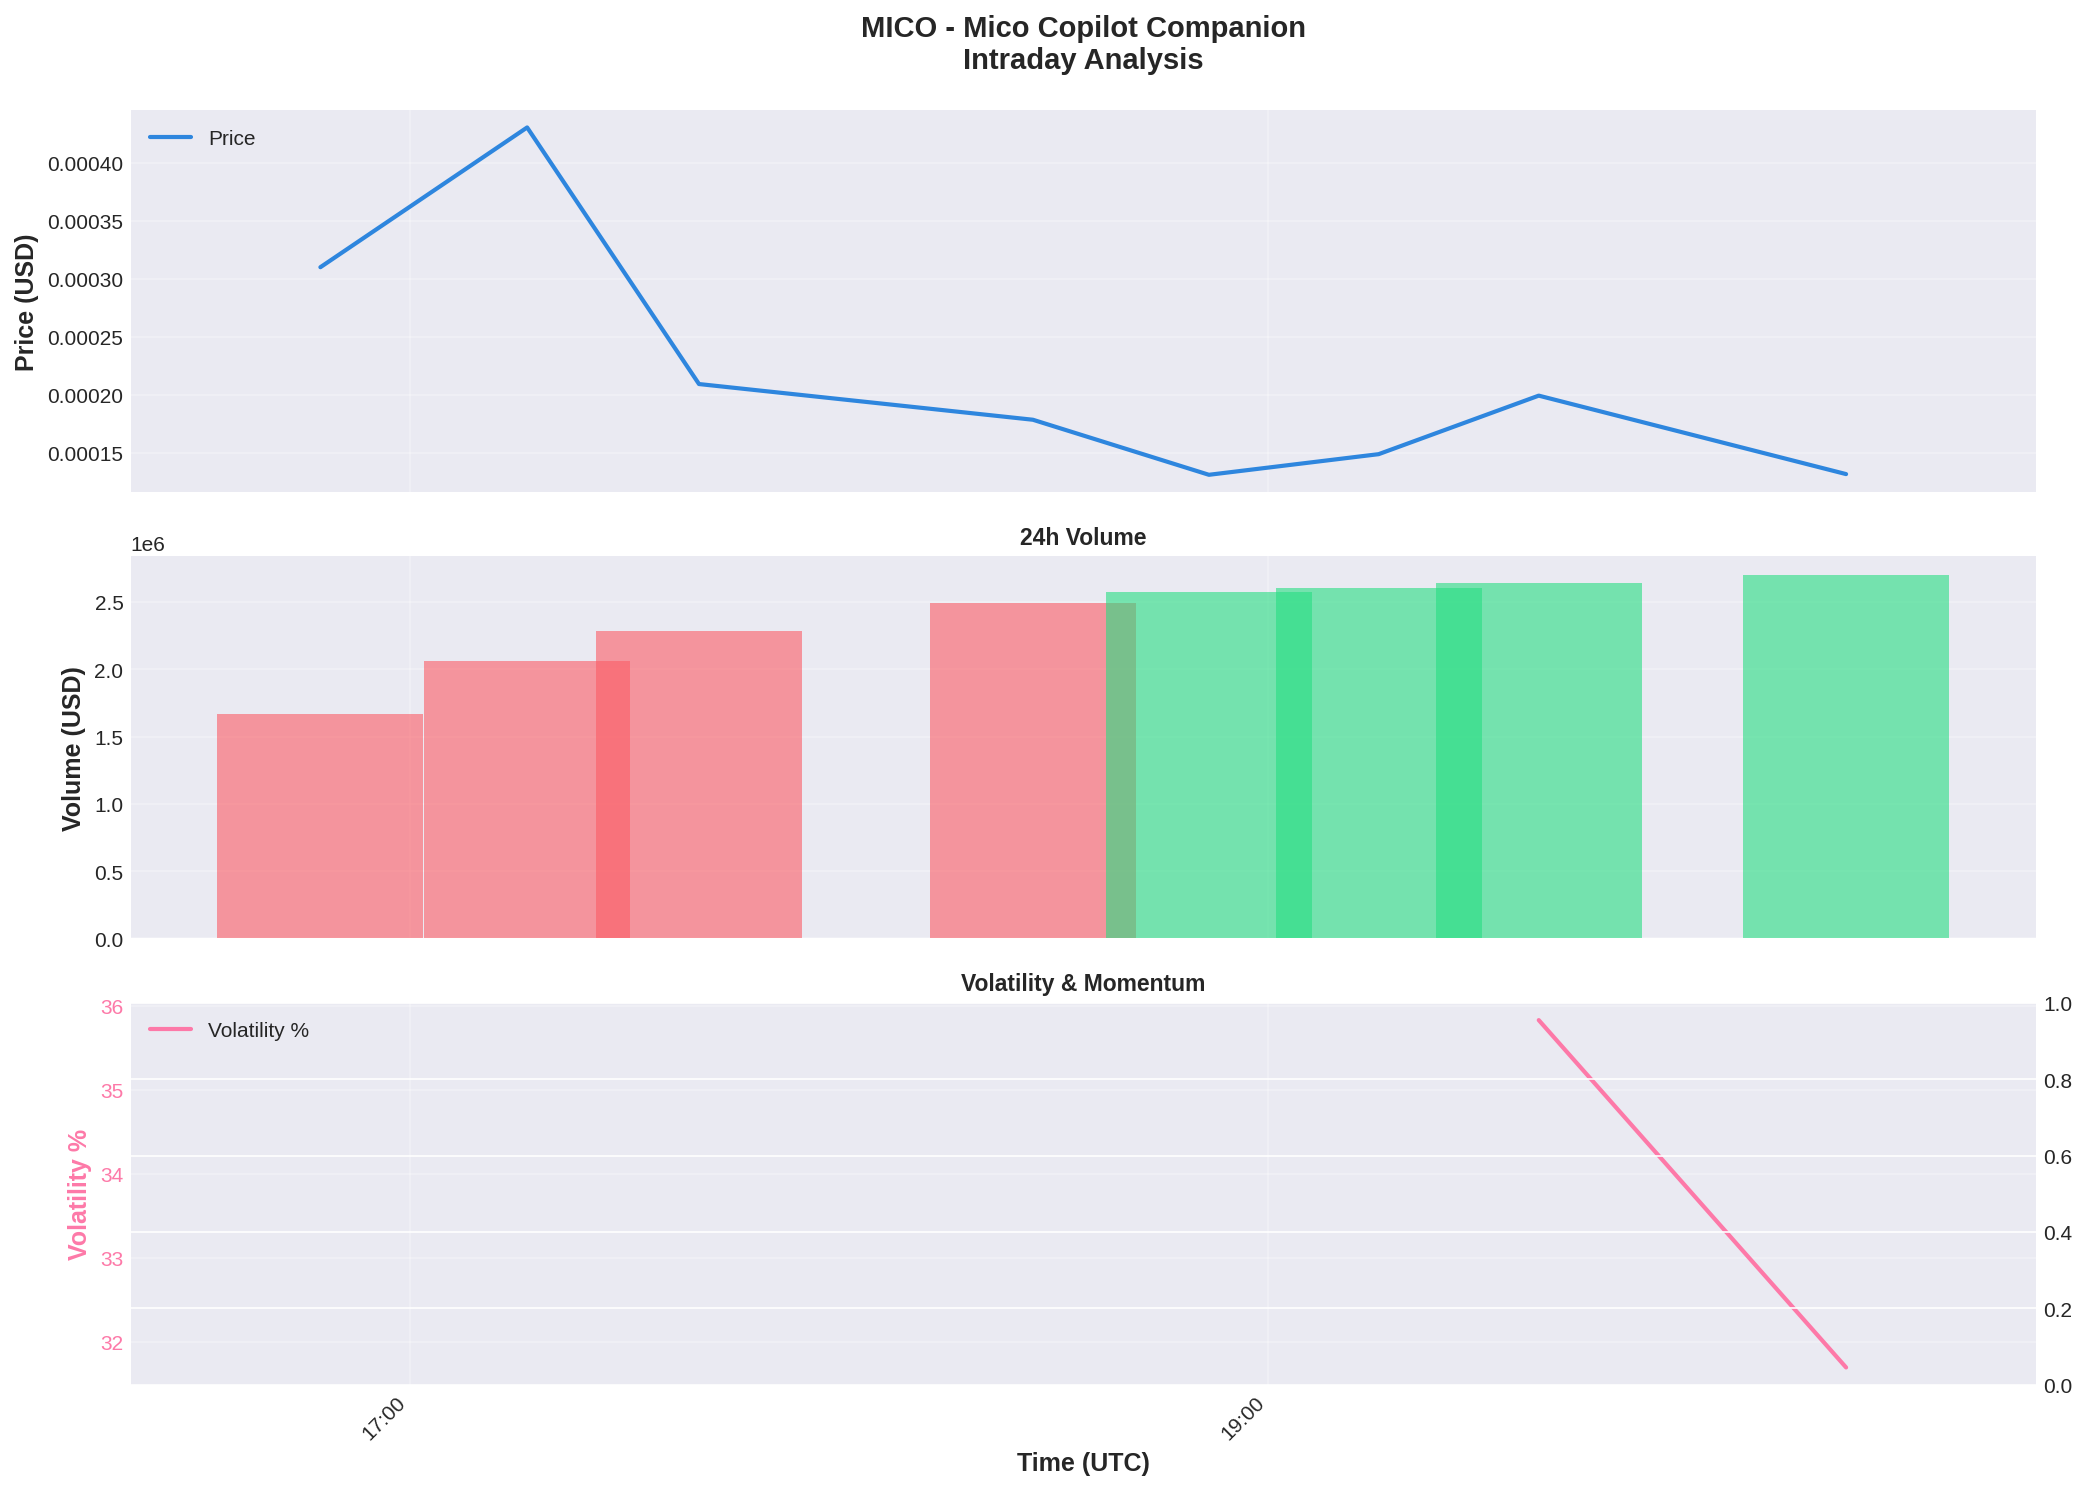 MICO - Mico Copilot Companion
Intraday Analysis
Price
0.00040
0.00035
0.00030
0.00025
0.00020
0.00015
Price (USD)
24h Volume
1e6
2.5
2.0
1.5
1.0
0.5
0.0
Volume (USD)
Volatility & Momentum
Volatility %
36
35
34
33
32
Volatility %
1.0
0.8
0.6
0.4
0.2
0.0
17:00
19:00
Time (UTC)